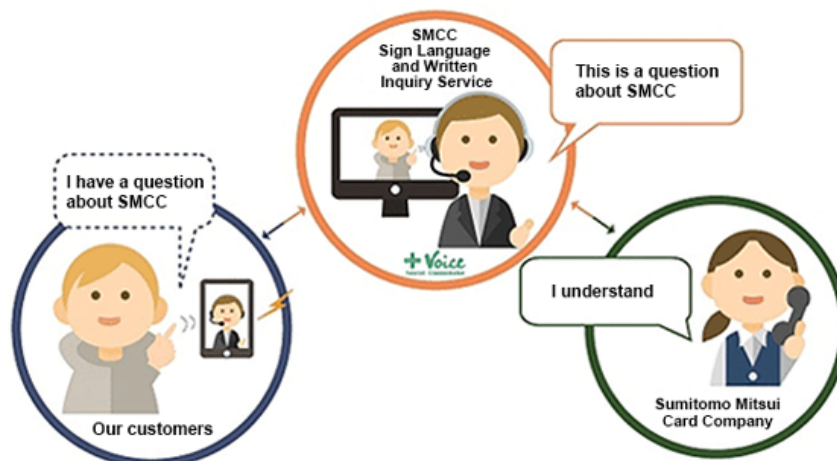 SMCC
Sign Language
and Written
Inquiry Service
This is a question
about SMCC
I have a question
about SMCC
Voice
I understand
Our customers
Sumitomo Mitsui
Card Company